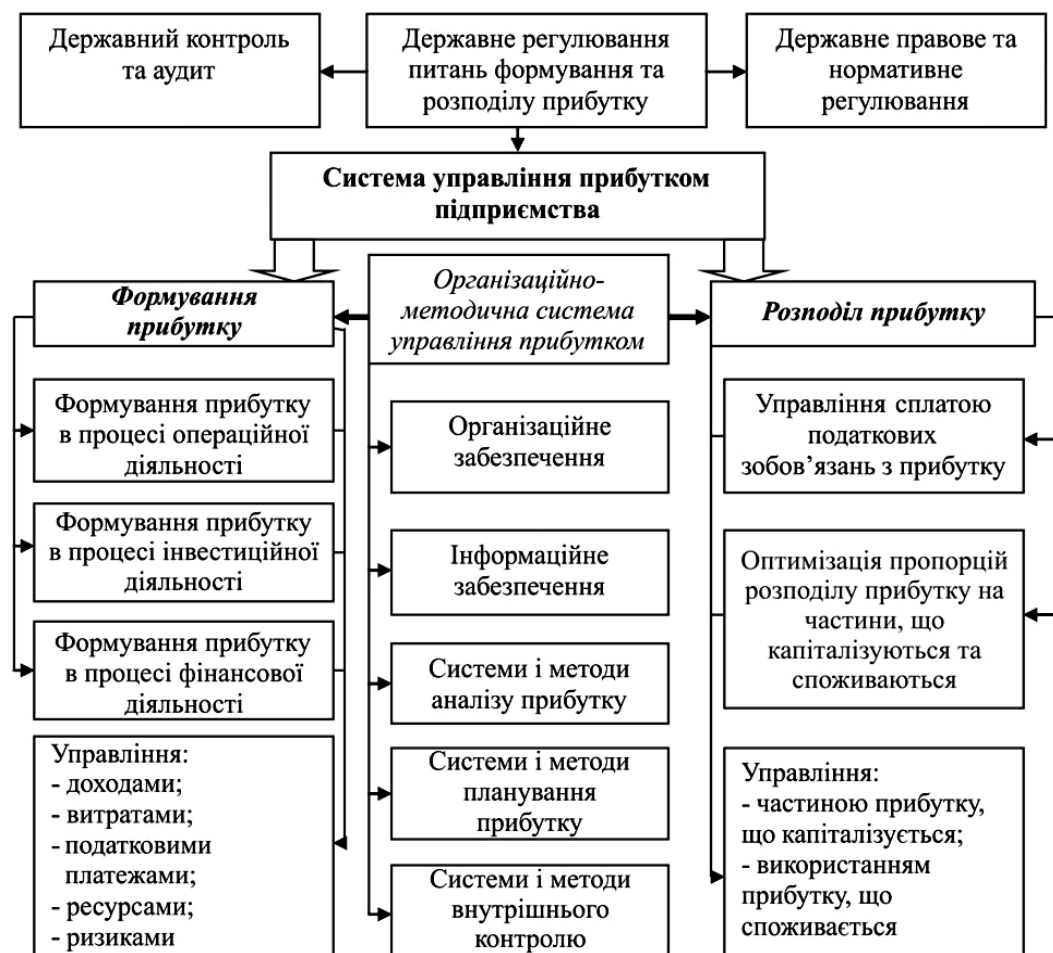 Державний контроль
та аудит
Державне регулювання
питань формування та
розподілу прибутку
Державне правове та
нормативне
регулювання
Система управління прибутком
підприємства
Формування
прибутку
Організаційно-
методична система
управління прибутком
Розподіл прибутку
Формування прибутку
в процесі операційної
діяльності
Формування прибутку
в процесі інвестиційної
діяльності
Формування прибутку
в процесі фінансової
діяльності
Управління:
- доходами;
- витратами;
- податковими
платежами;
- ресурсами;
- ризиками
Організаційне
забезпечення
Інформаційне
забезпечення
Системи і методи
аналізу прибутку
Системи і методи
планування
прибутку
Системи і методи
внутрішнього
контролю
Управління сплатою
податкових
зобов’язань з прибутку
Оптимізація пропорцій
розподілу прибутку на
частини, що
капіталізуються та
споживаються
Управління:
- частиною прибутку,
що капіталізується;
- використанням
прибутку, що
споживається